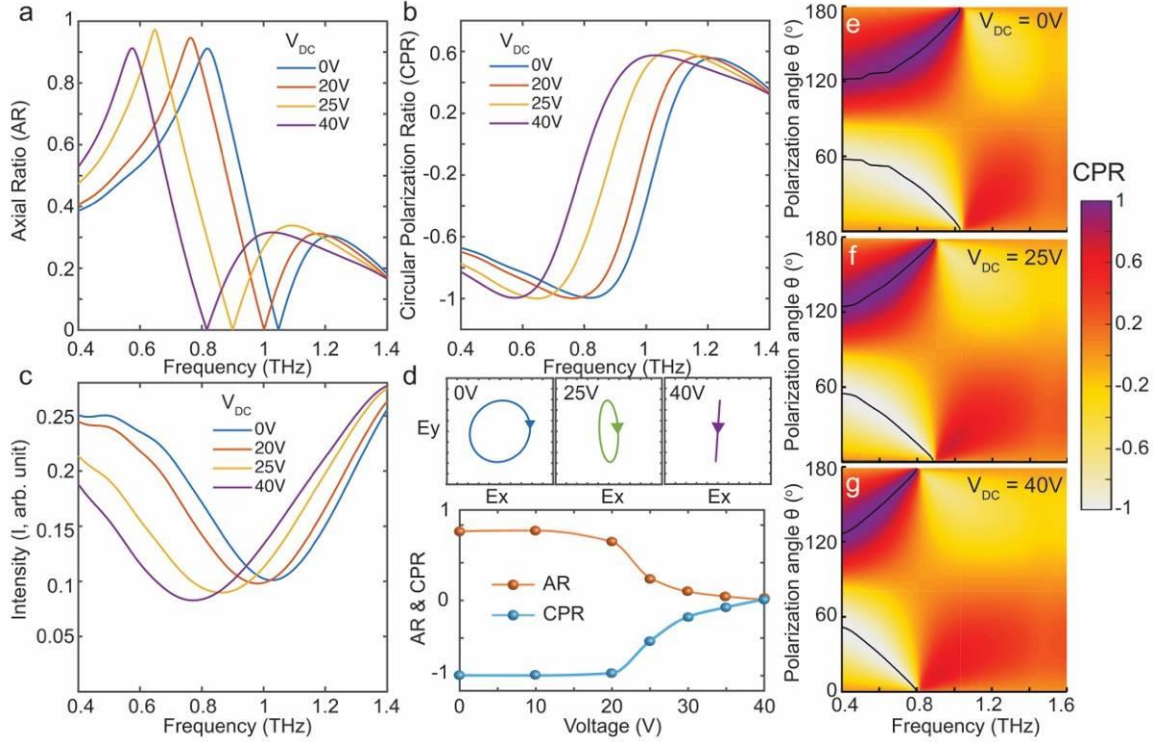 a
Axial Ratio (AR)
1
0.8
0.6
0.4
0.2
0
0.4 0.6 0.8 1.0 1.2 1.4
Frequency (THz)
V_DC
0V
20V
25V
40V
b
Circular Polarization Ratio (CPR)
1
0.6
0.2
-0.2
-0.6
-1
0.4 0.6 0.8 1.0 1.2 1.4
Frequency (THz)
V_DC
0V
20V
25V
40V
c
Intensity (I, arb. unit)
0.25
0.20
0.15
0.1
0.05
0.4 0.6 0.8 1.0 1.2 1.4
Frequency (THz)
V_DC
0V
20V
25V
40V
d
0V 25V 40V
Ey
Ex Ex Ex
AR & CPR
1
0
-1
AR
CPR
0 10 20 30 40
Voltage (V)
e
V_DC = 0V
Polarization angle θ (°)
180
120
60
0
f
V_DC = 25V
Polarization angle θ (°)
180
120
60
0
g
V_DC = 40V
Polarization angle θ (°)
180
120
60
0
0.4 0.8 1.2 1.6
Frequency (THz)
CPR
1
0.6
0.2
-0.2
-0.6
-1